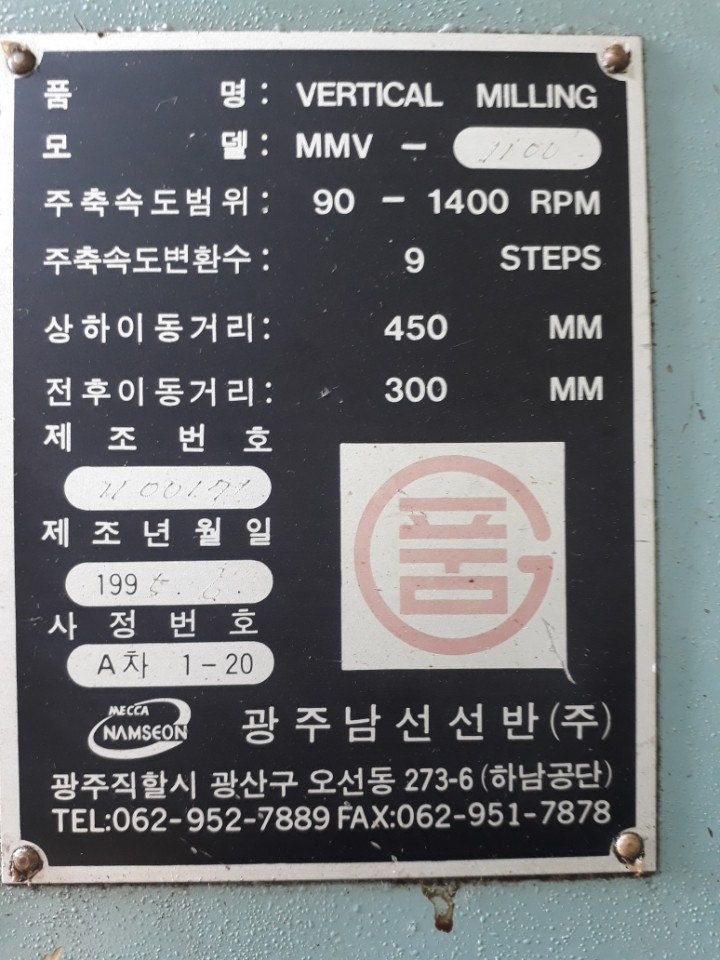 품 명 : VERTICAL MILLING
모 델 : MMV - 1100
주축속도범위 : 90 - 1400 RPM
주축속도변환수 : 9 STEPS
상하이동거리 : 450 MM
전후이동거리 : 300 MM
제 조 번 호
제 조 년 월 일
199
사 정 번 호
A차 1-20
품
MECCA
NAMSEON
광주남선선반(주)
광주직할시 광산구 오선동 273-6 (하남공단)
TEL:062-952-7889 FAX:062-951-7878